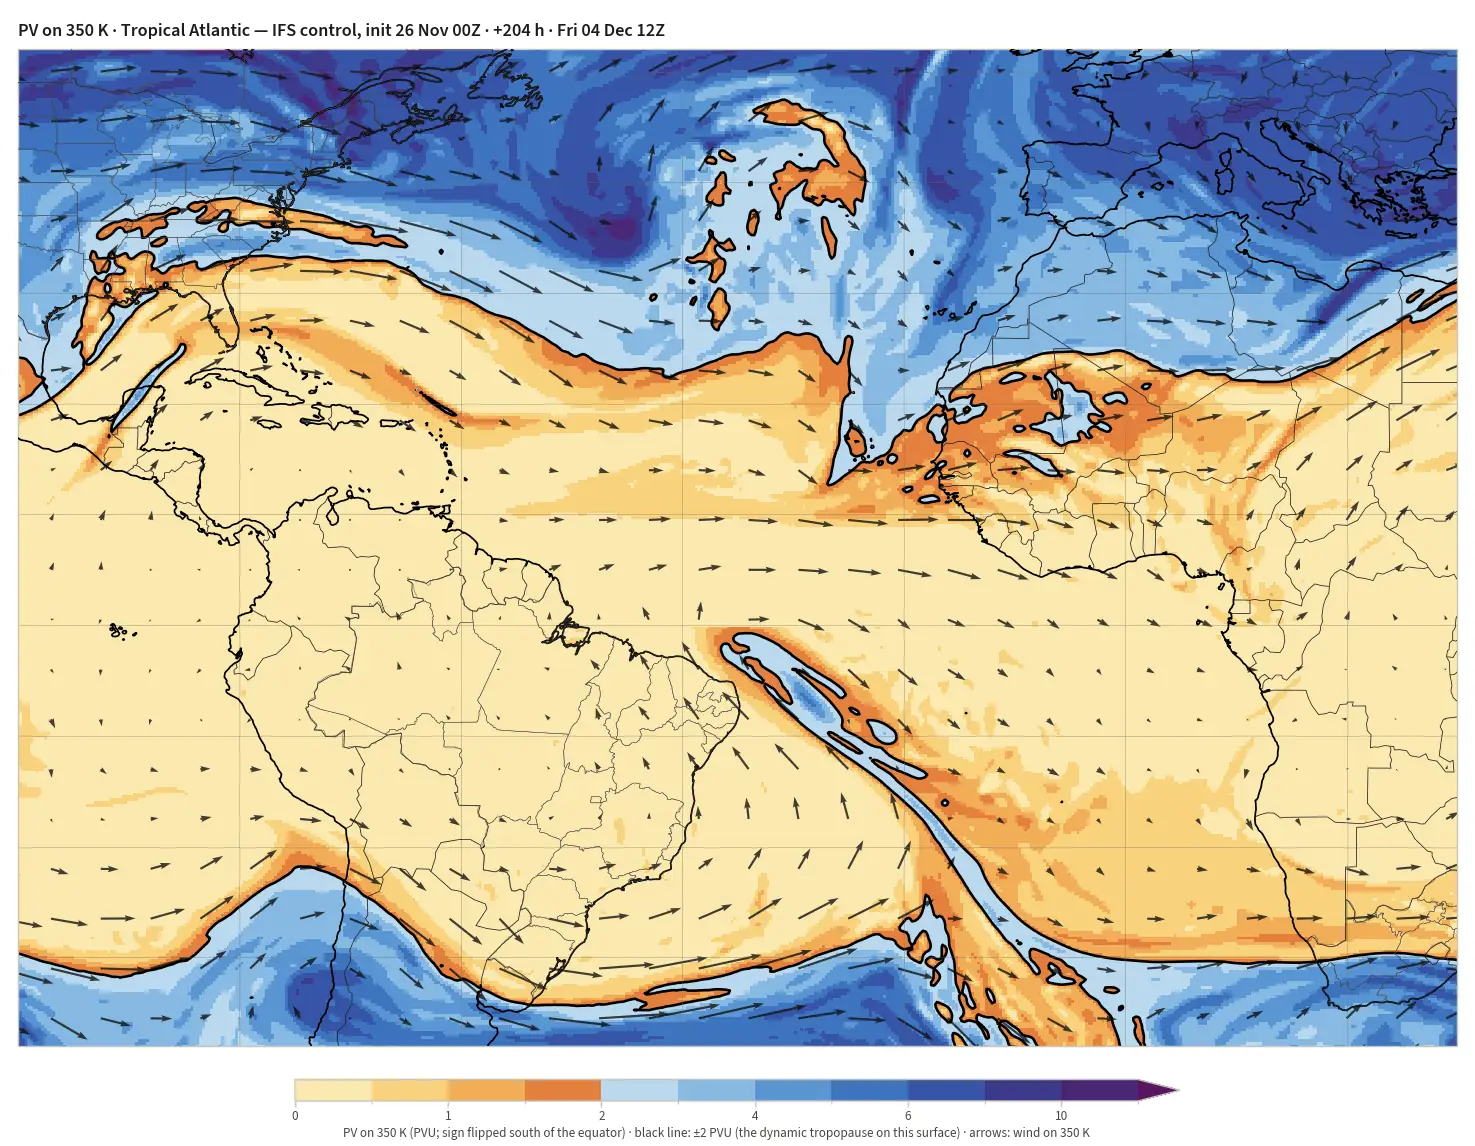 PV on 350 K · Tropical Atlantic — IFS control, init 26 Nov 00Z · +204 h · Fri 04 Dec 12Z
0 1 2 4 6 10
PV on 350 K (PVU; sign flipped south of the equator) · black line: ±2 PVU (the dynamic tropopause on this surface) · arrows: wind on 350 K